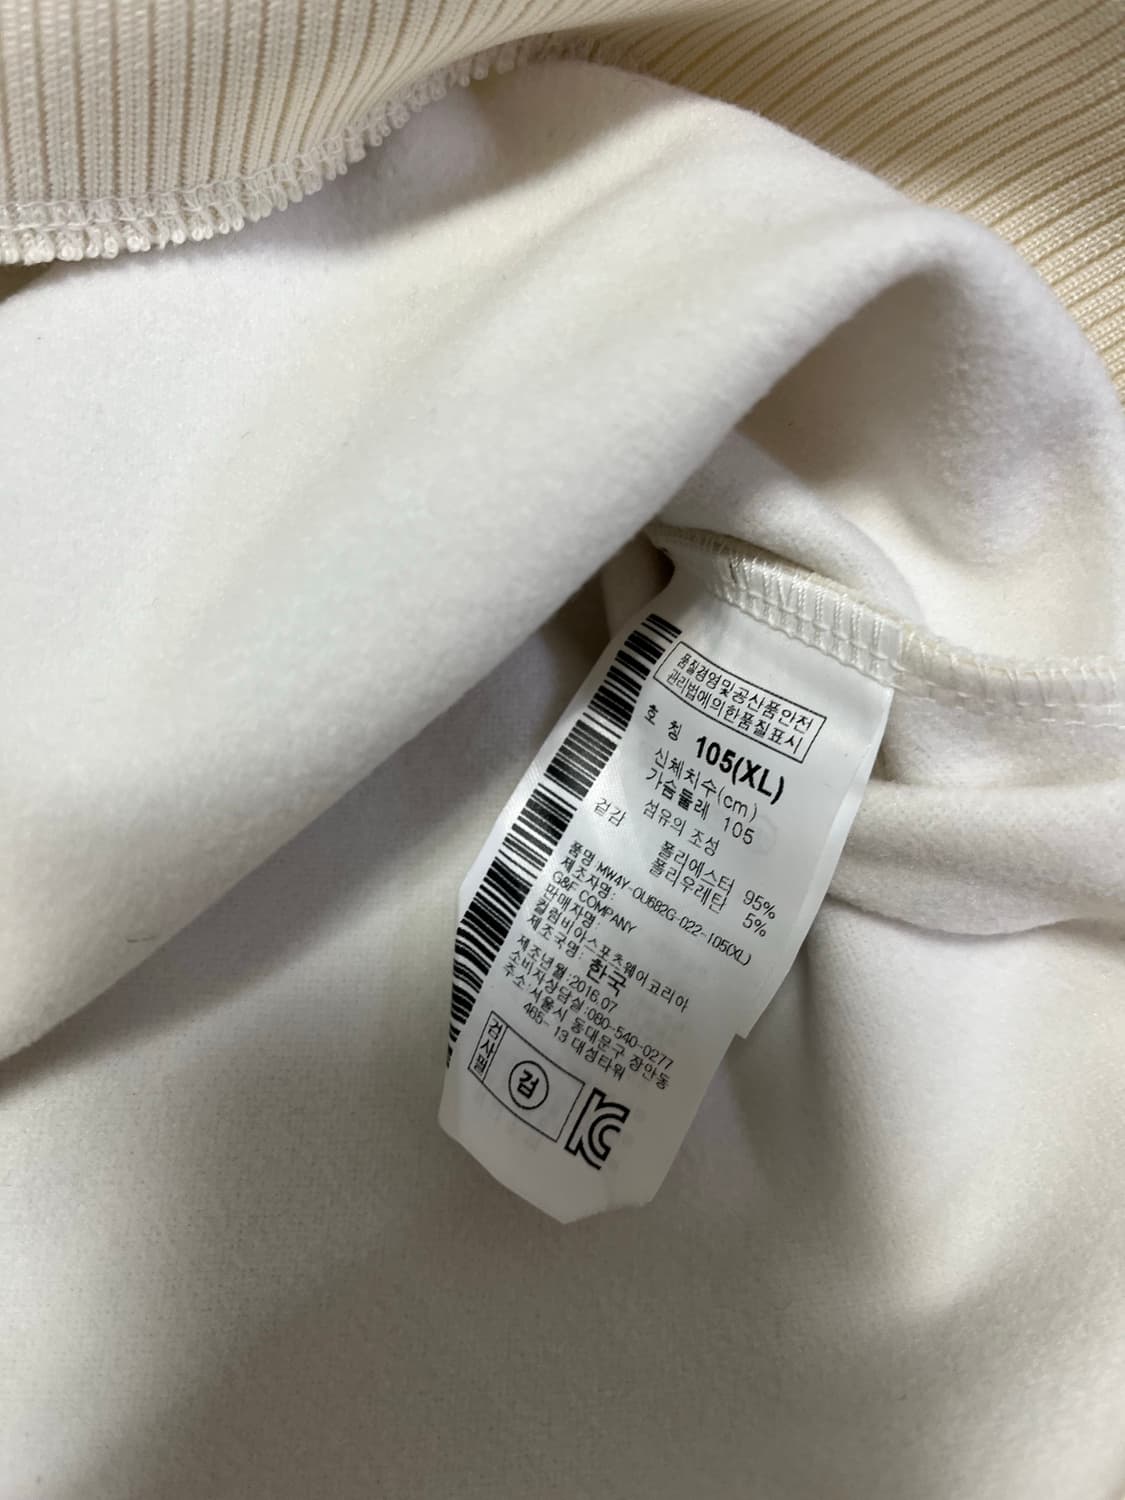 품질경영및공산품안전
관리법에의한품질표시
호 칭 105(XL)
신체치수(cm)
가슴둘레 105
섬유의 조성
겉감 폴리에스터 95%
폴리우레탄 5%
품명:MW4Y-OU682G-022-105(XL)
제조자명:
G&F COMPANY
판매자명:
컬럼비아스포츠웨어코리아
제조국명: 한국
제조년월:2016.07
소비자상담실:080-540-0277
주소:서울시 동대문구 장안동
465-13 대성타워
검사필 검
KC